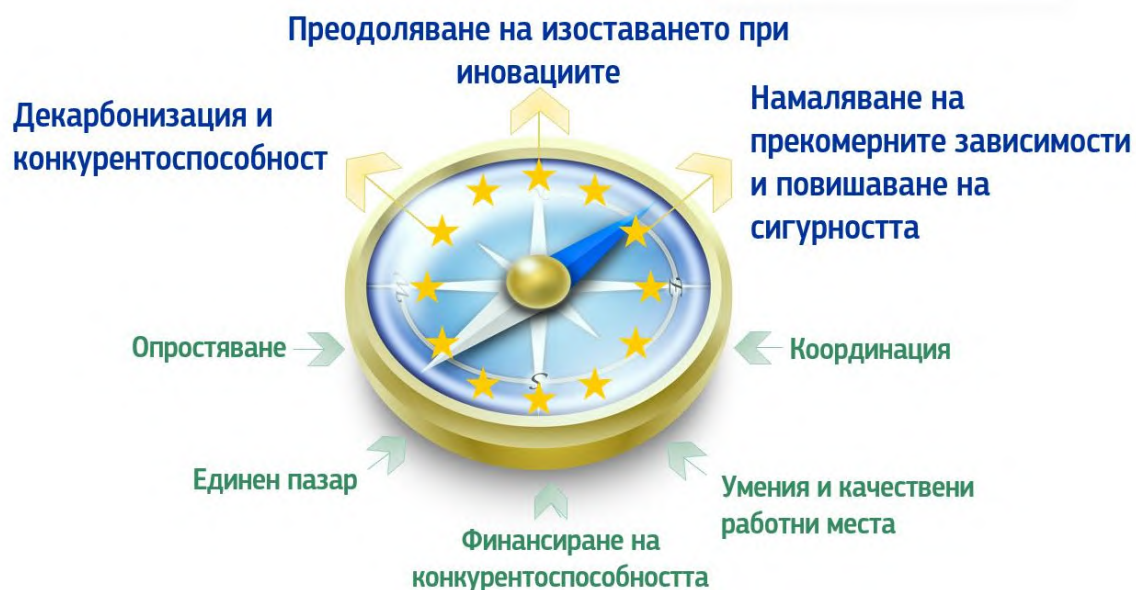 Преодоляване на изоставането при
иновациите
Декарбонизация и
конкурентоспособност
Намаляване на
прекомерните зависимости
и повишаване на
сигурността
Опростяване
Координация
Единен пазар
Умения и качествени
работни места
Финансиране на
конкурентоспособността
N
W
E
S